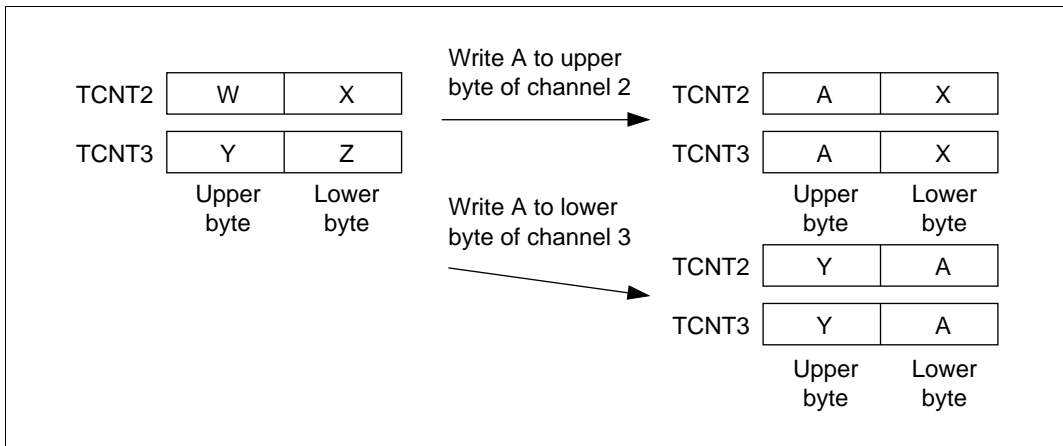 TCNT2 W X
TCNT3 Y Z
Upper byte Lower byte
Write A to upper
byte of channel 2
TCNT2 A X
TCNT3 A X
Upper byte Lower byte
Write A to lower
byte of channel 3
TCNT2 Y A
TCNT3 Y A
Upper byte Lower byte